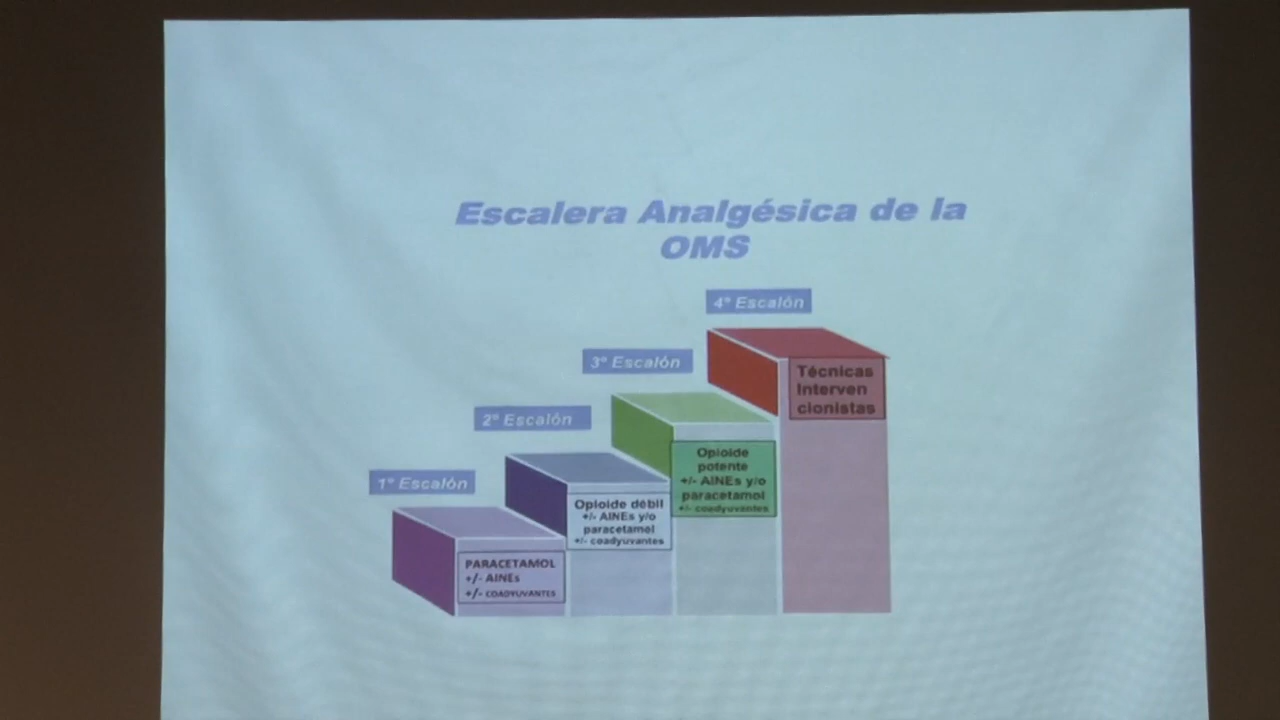 Escalera Analgésica de la
OMS
4º Escalón
3º Escalón
2º Escalón
1º Escalón
Técnicas
Interven
cionistas
Opioide
potente
+/- AINEs y/o
paracetamol
+/- coadyuvantes
Opioide débil
+/- AINEs y/o
paracetamol
+/- coadyuvantes
PARACETAMOL
+/- AINEs
+/- COADYUVANTES